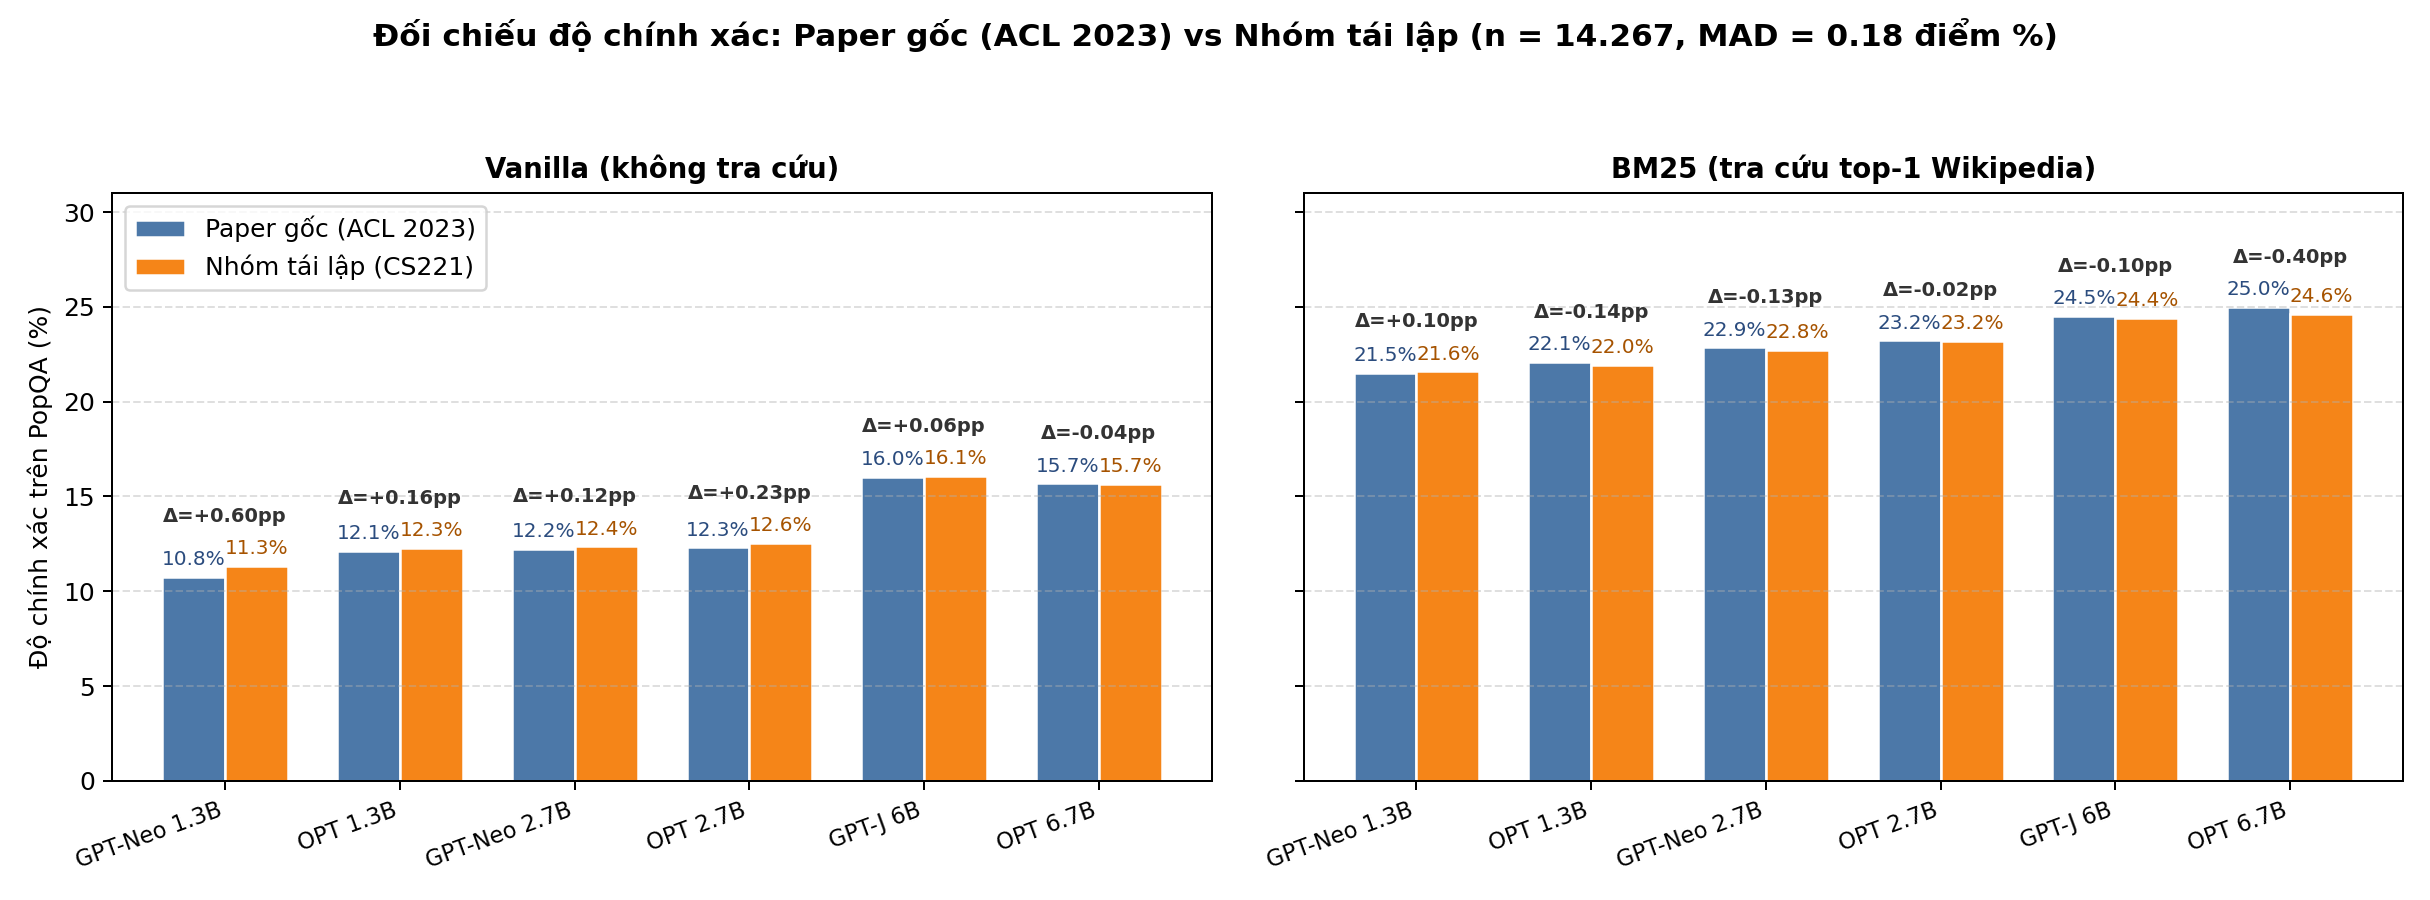 Đối chiếu độ chính xác: Paper gốc (ACL 2023) vs Nhóm tái lập (n = 14.267, MAD = 0.18 điểm %)
Vanilla (không tra cứu)
Độ chính xác trên PopQA (%)
30
25
20
15
10
5
0
Paper gốc (ACL 2023)
Nhóm tái lập (CS221)
Δ=+0.60pp
10.8% 11.3%
Δ=+0.16pp
12.1% 12.3%
Δ=+0.12pp
12.2% 12.4%
Δ=+0.23pp
12.3% 12.6%
Δ=+0.06pp
16.0% 16.1%
Δ=-0.04pp
15.7% 15.7%
GPT-Neo 1.3B
OPT 1.3B
GPT-Neo 2.7B
OPT 2.7B
GPT-J 6B
OPT 6.7B
BM25 (tra cứu top-1 Wikipedia)
Δ=+0.10pp
21.5% 21.6%
Δ=-0.14pp
22.1% 22.0%
Δ=-0.13pp
22.9% 22.8%
Δ=-0.02pp
23.2% 23.2%
Δ=-0.10pp
24.5% 24.4%
Δ=-0.40pp
25.0% 24.6%
GPT-Neo 1.3B
OPT 1.3B
GPT-Neo 2.7B
OPT 2.7B
GPT-J 6B
OPT 6.7B